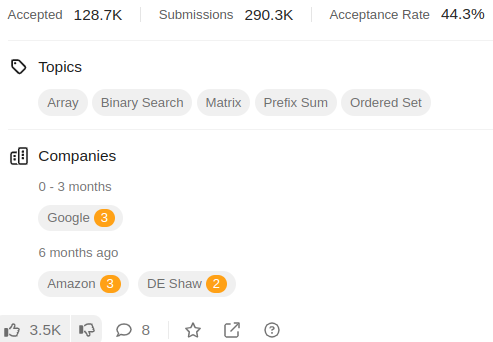 Accepted 128.7K Submissions 290.3K Acceptance Rate 44.3%
Topics
Array Binary Search Matrix Prefix Sum Ordered Set
Companies
0 - 3 months
Google 3
6 months ago
Amazon 3 DE Shaw 2
3.5K 8